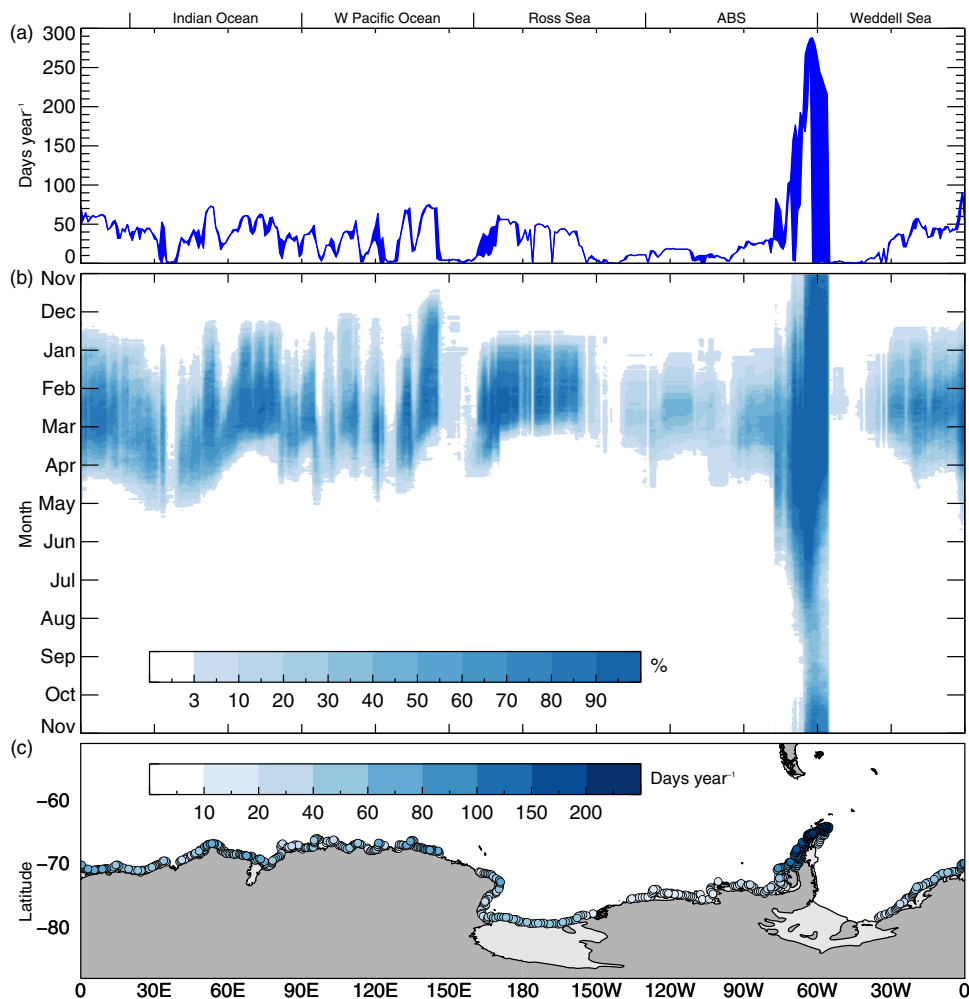 Indian Ocean W Pacific Ocean Ross Sea ABS Weddell Sea
(a)
300
250
200
150
100
50
0
Days year⁻¹
(b)
Nov
Dec
Jan
Feb
Mar
Apr
May
Jun
Jul
Aug
Sep
Oct
Nov
Month
3 10 20 30 40 50 60 70 80 90 %
(c)
10 20 40 60 80 100 150 200 Days year⁻¹
−60
−70
−80
Latitude
0 30E 60E 90E 120E 150E 180 150W 120W 90W 60W 30W 0